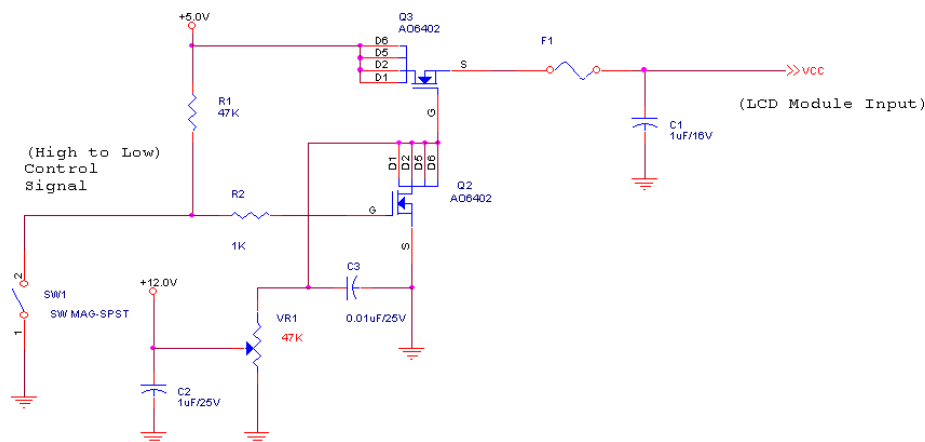 +5.0V
Q3
AO6402
D6
D5
D2
D1
S
G
F1
VCC
(LCD Module Input)
C1
1uF/16V
R1
47K
(High to Low)
Control
Signal
R2
1K
D1
D2
D5
D6
Q2
AO6402
G
S
C3
0.01uF/25V
2
SW1
SW MAG-SPST
1
+12.0V
VR1
47K
C2
1uF/25V